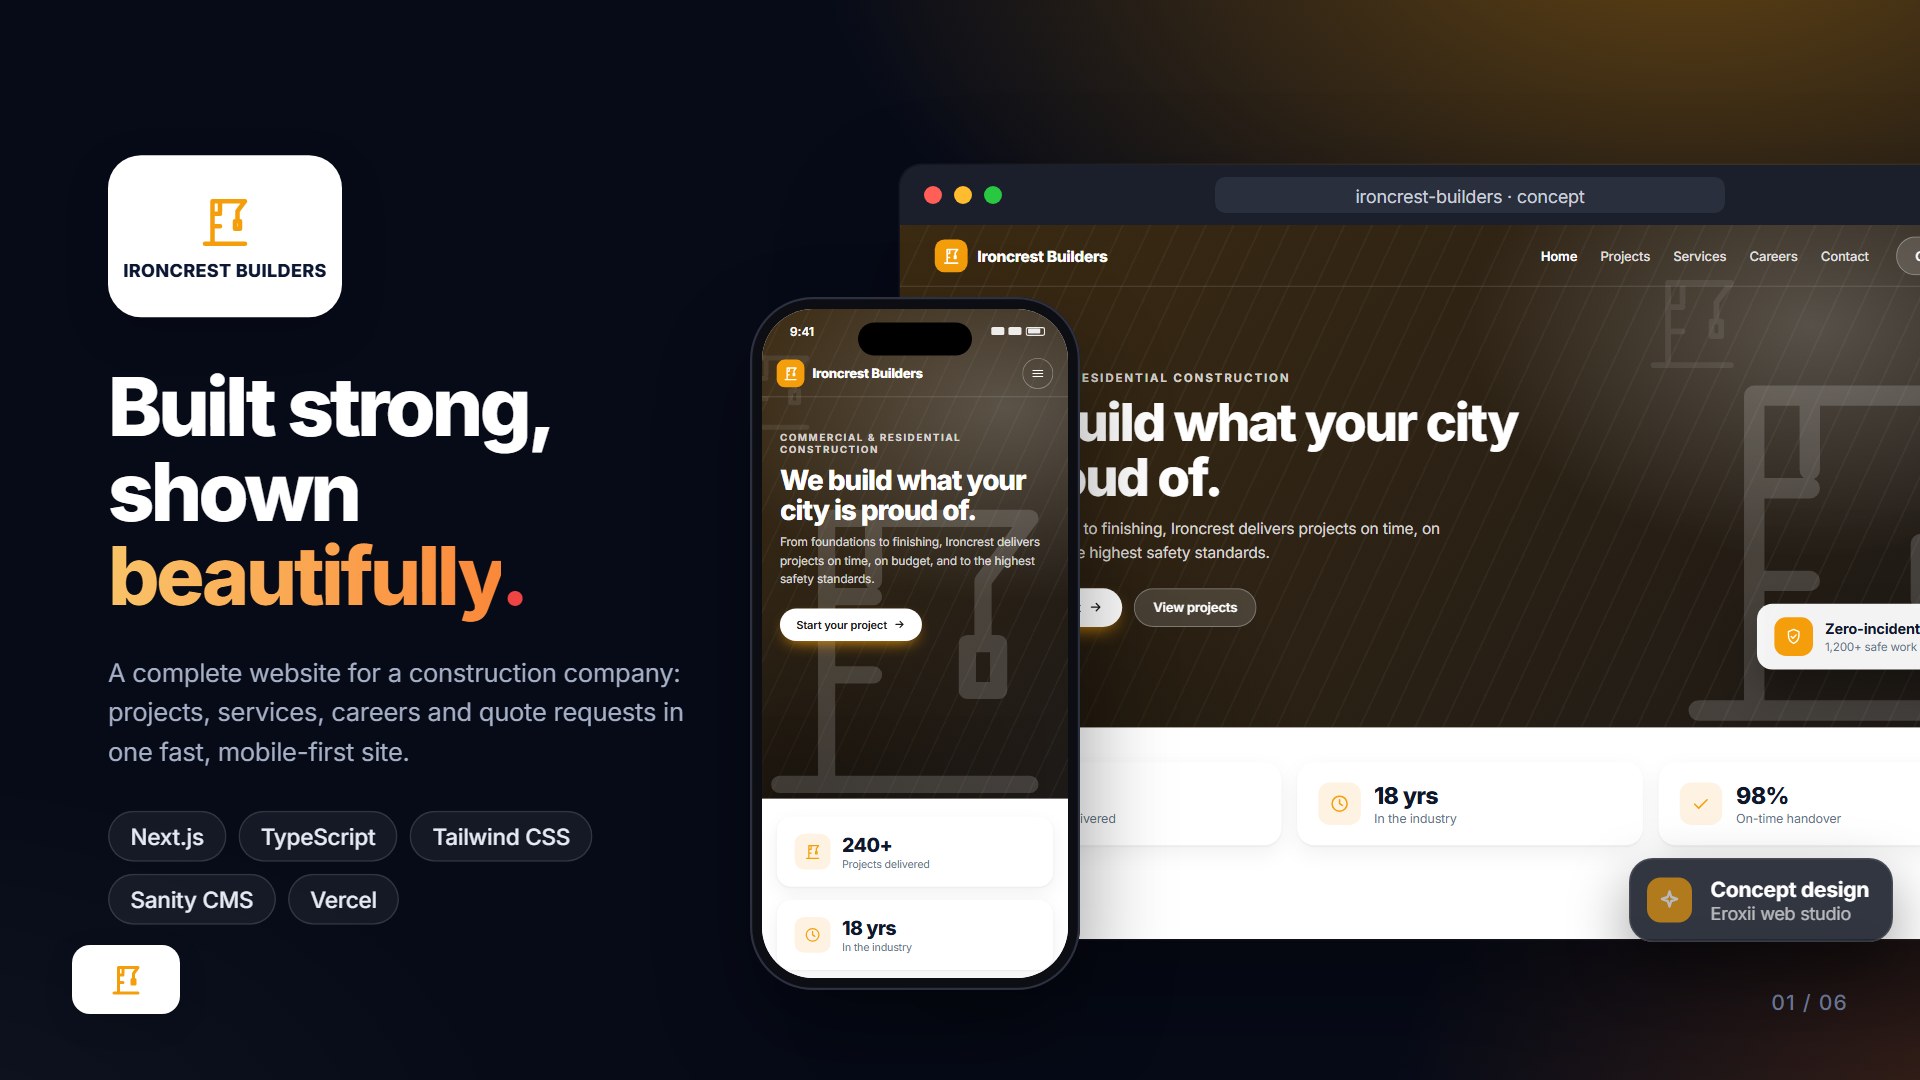 IRONCREST BUILDERS
Built strong,
shown
beautifully.
A complete website for a construction company:
projects, services, careers and quote requests in
one fast, mobile-first site.
Next.js
TypeScript
Tailwind CSS
Sanity CMS
Vercel
9:41
Ironcrest Builders
COMMERCIAL & RESIDENTIAL
CONSTRUCTION
We build what your
city is proud of.
From foundations to finishing, Ironcrest delivers
projects on time, on budget, and to the highest
safety standards.
Start your project →
240+
Projects delivered
18 yrs
In the industry
ironcrest-builders · concept
Ironcrest Builders
Home
Projects
Services
Careers
Contact
ESIDENTIAL CONSTRUCTION
uild what your city
oud of.
to finishing, Ironcrest delivers projects on time, on
e highest safety standards.
→
View projects
Zero-incident
1,200+ safe work
ivered
18 yrs
In the industry
98%
On-time handover
Concept design
Eroxii web studio
01 / 06